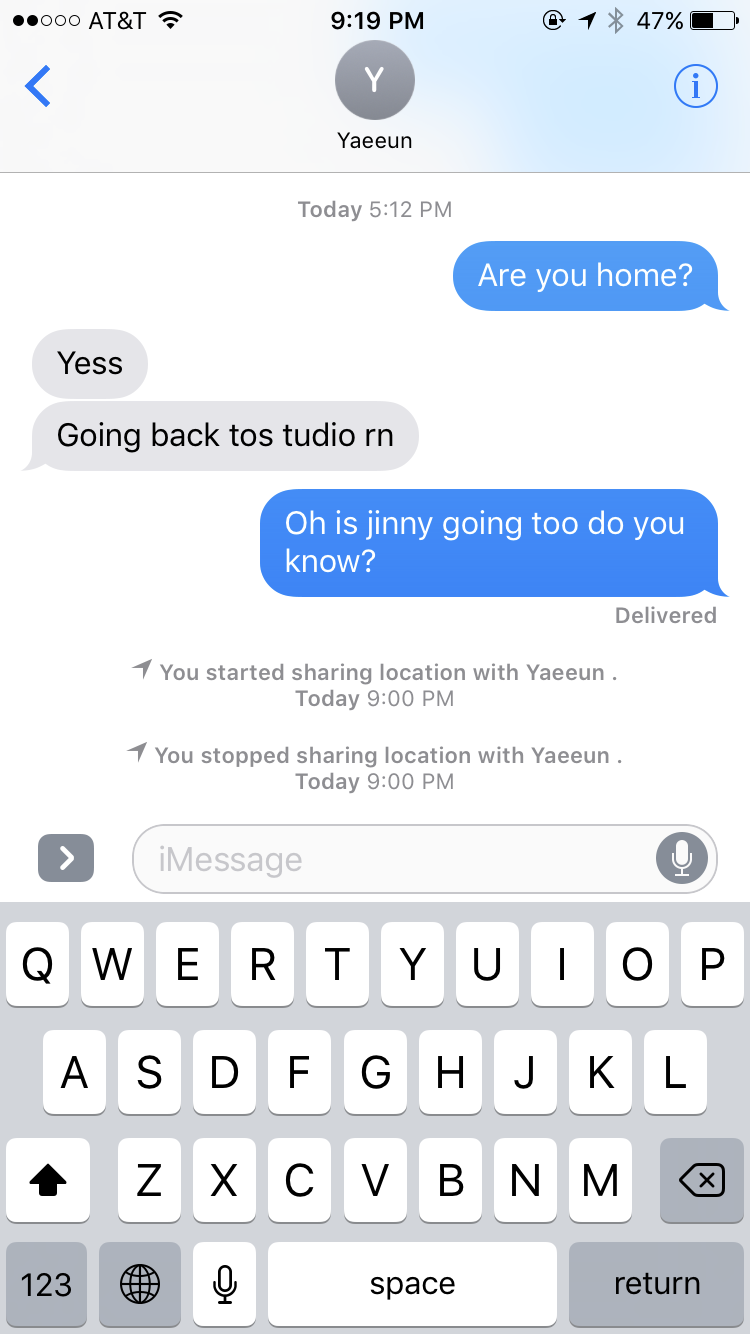 AT&T 9:19 PM 47%
Y
i
Yaeeun
Today 5:12 PM
Are you home?
Yess
Going back tos tudio rn
Oh is jinny going too do you
know?
Delivered
You started sharing location with Yaeeun .
Today 9:00 PM
You stopped sharing location with Yaeeun .
Today 9:00 PM
iMessage
Q W E R T Y U I O P
A S D F G H J K L
Z X C V B N M
123 space return